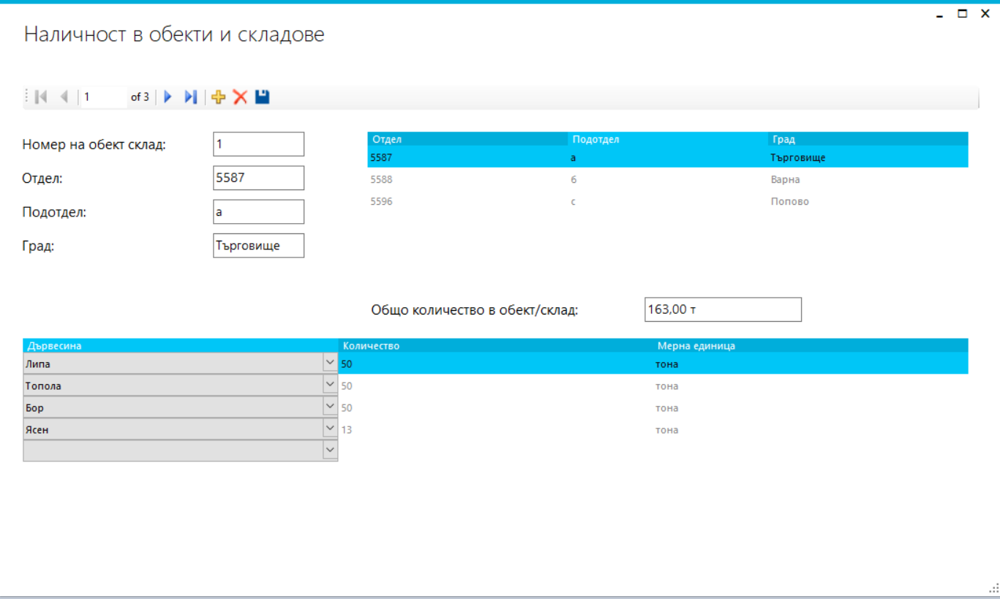 Наличност в обекти и складове
1 of 3
Номер на обект склад: 1
Отдел: 5587
Подотдел: а
Град: Търговище
Отдел Подотдел Град
5587 а Търговище
5588 б Варна
5596 с Попово
Общо количество в обект/склад: 163,00 т
Дървесина Количество Мерна единица
Липа 50 тона
Топола 50 тона
Бор 50 тона
Ясен 13 тона